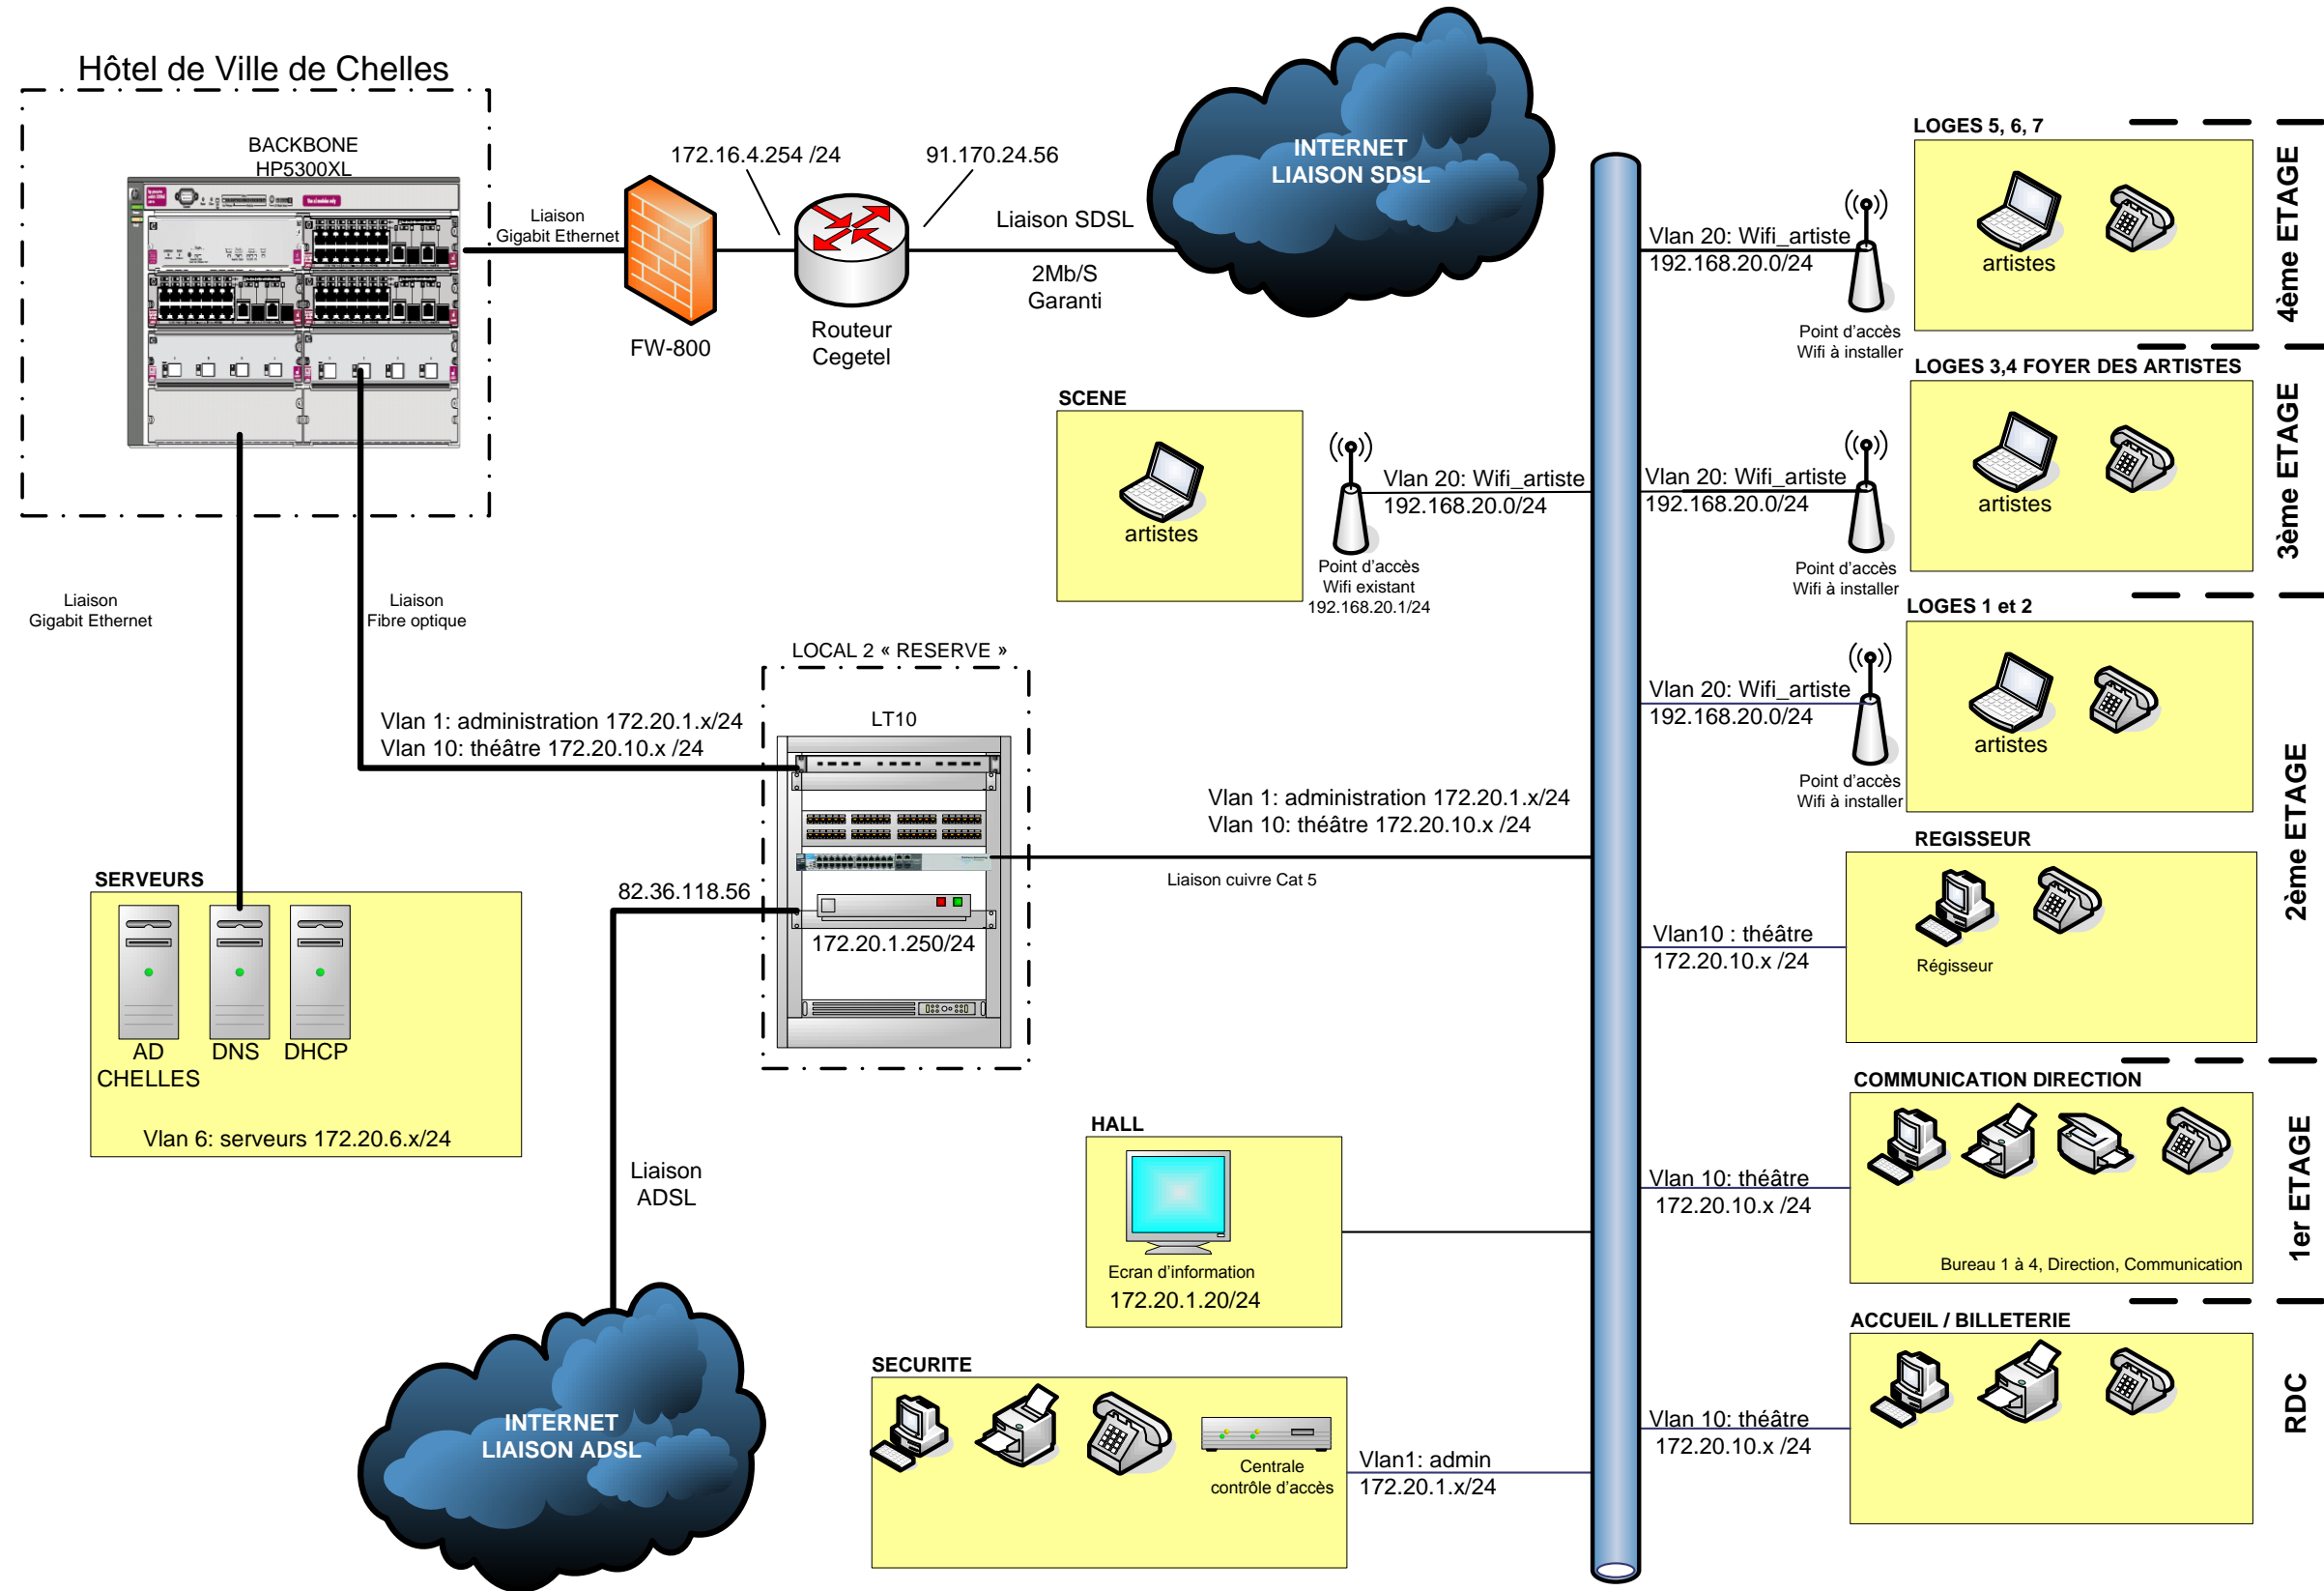 Hôtel de Ville de Chelles
BACKBONE
HP5300XL
Liaison
Gigabit Ethernet
172.16.4.254 /24
91.170.24.56
FW-800
Routeur
Cegetel
Liaison SDSL
2Mb/S
Garanti
INTERNET
LIAISON SDSL
Liaison
Gigabit Ethernet
Liaison
Fibre optique
SCENE
artistes
Point d'accès
Wifi existant
192.168.20.1/24
Vlan 20: Wifi_artiste
192.168.20.0/24
LOGES 5, 6, 7
artistes
Vlan 20: Wifi_artiste
192.168.20.0/24
Point d'accès
Wifi à installer
4ème ETAGE
LOGES 3,4 FOYER DES ARTISTES
artistes
Vlan 20: Wifi_artiste
192.168.20.0/24
Point d'accès
Wifi à installer
3ème ETAGE
LOGES 1 et 2
artistes
Vlan 20: Wifi_artiste
192.168.20.0/24
Point d'accès
Wifi à installer
REGISSEUR
Régisseur
Vlan10 : théâtre
172.20.10.x /24
2ème ETAGE
LOCAL 2 « RESERVE »
LT10
Vlan 1: administration 172.20.1.x/24
Vlan 10: théâtre 172.20.10.x /24
Vlan 1: administration 172.20.1.x/24
Vlan 10: théâtre 172.20.10.x /24
Liaison cuivre Cat 5
82.36.118.56
172.20.1.250/24
SERVEURS
AD
CHELLES
DNS
DHCP
Vlan 6: serveurs 172.20.6.x/24
Liaison
ADSL
INTERNET
LIAISON ADSL
HALL
Ecran d'information
172.20.1.20/24
SECURITE
Centrale
contrôle d'accès
Vlan1: admin
172.20.1.x/24
COMMUNICATION DIRECTION
Vlan 10: théâtre
172.20.10.x /24
Bureau 1 à 4, Direction, Communication
1er ETAGE
ACCUEIL / BILLETERIE
Vlan 10: théâtre
172.20.10.x /24
RDC